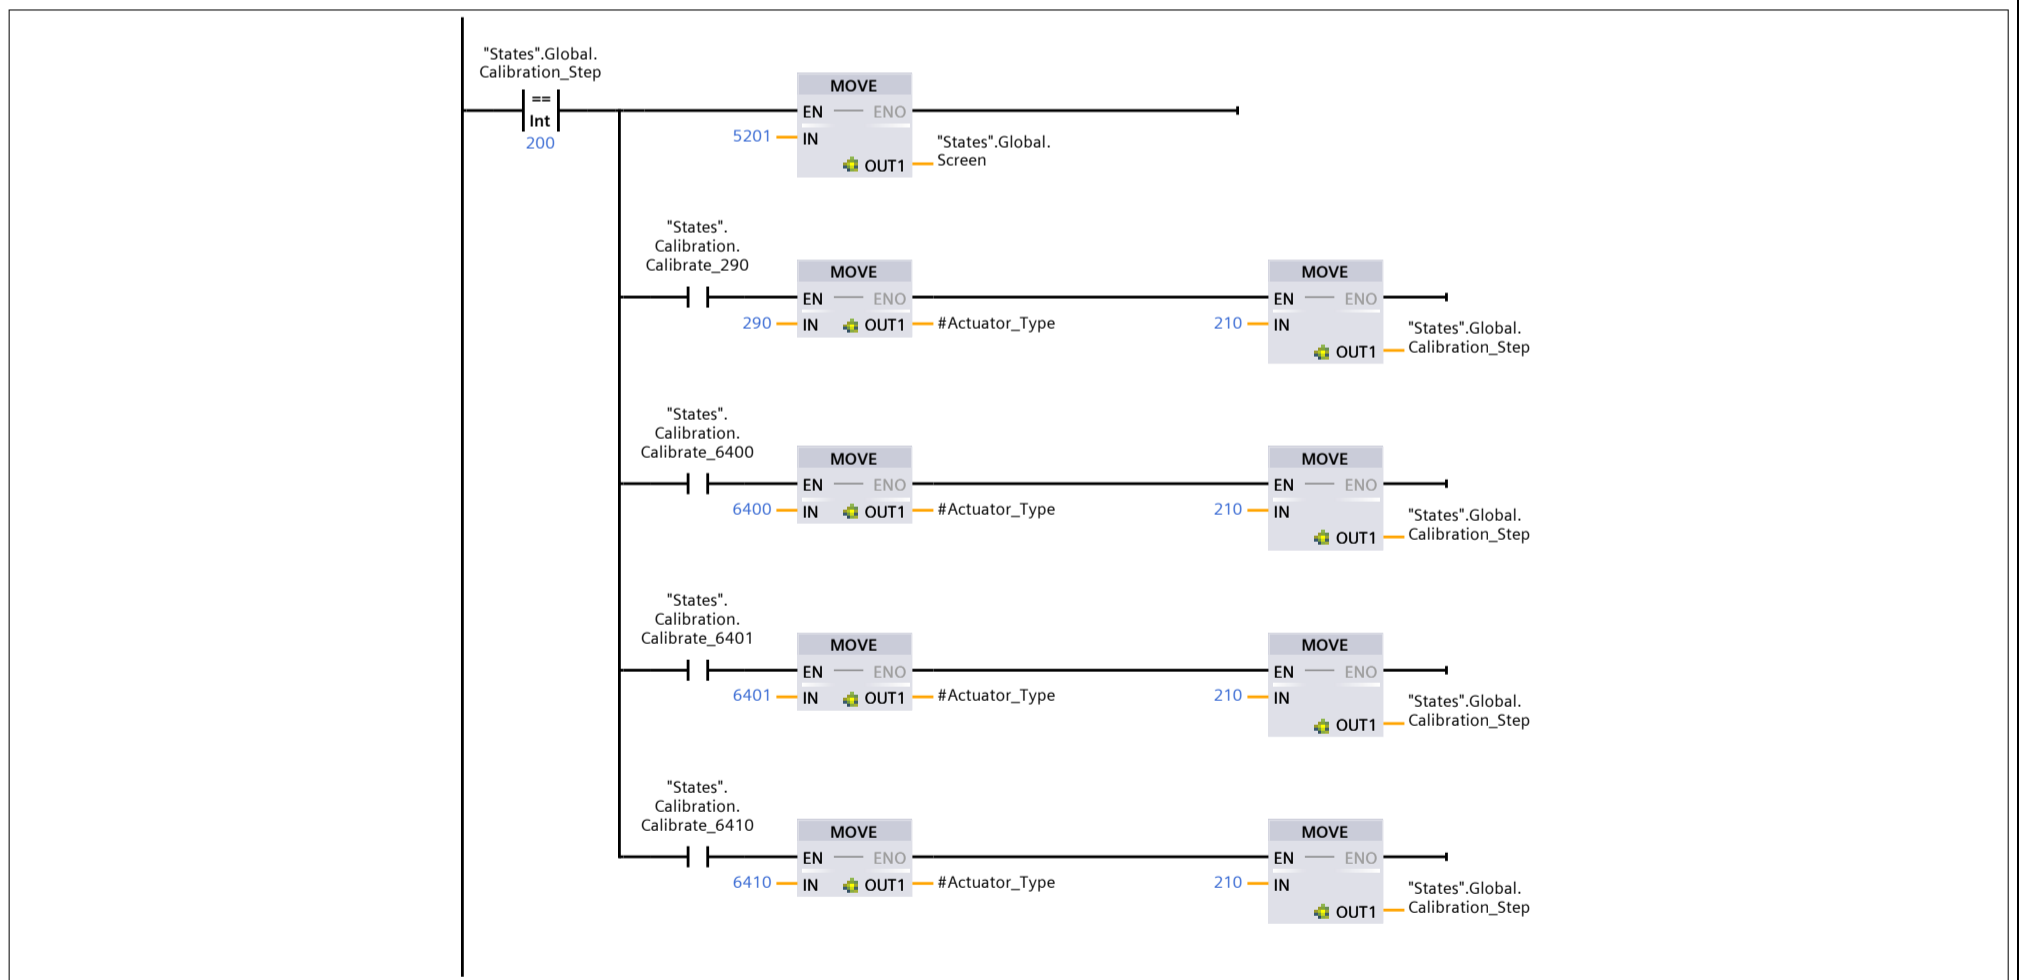 "States".Global.
Calibration_Step
==
Int
200
MOVE
EN ENO
5201 IN
OUT1
"States".Global.
Screen
"States".
Calibration.
Calibrate_290
MOVE
EN ENO
290 IN OUT1 #Actuator_Type
MOVE
EN ENO
210 IN
OUT1
"States".Global.
Calibration_Step
"States".
Calibration.
Calibrate_6400
MOVE
EN ENO
6400 IN OUT1 #Actuator_Type
MOVE
EN ENO
210 IN
OUT1
"States".Global.
Calibration_Step
"States".
Calibration.
Calibrate_6401
MOVE
EN ENO
6401 IN OUT1 #Actuator_Type
MOVE
EN ENO
210 IN
OUT1
"States".Global.
Calibration_Step
"States".
Calibration.
Calibrate_6410
MOVE
EN ENO
6410 IN OUT1 #Actuator_Type
MOVE
EN ENO
210 IN
OUT1
"States".Global.
Calibration_Step